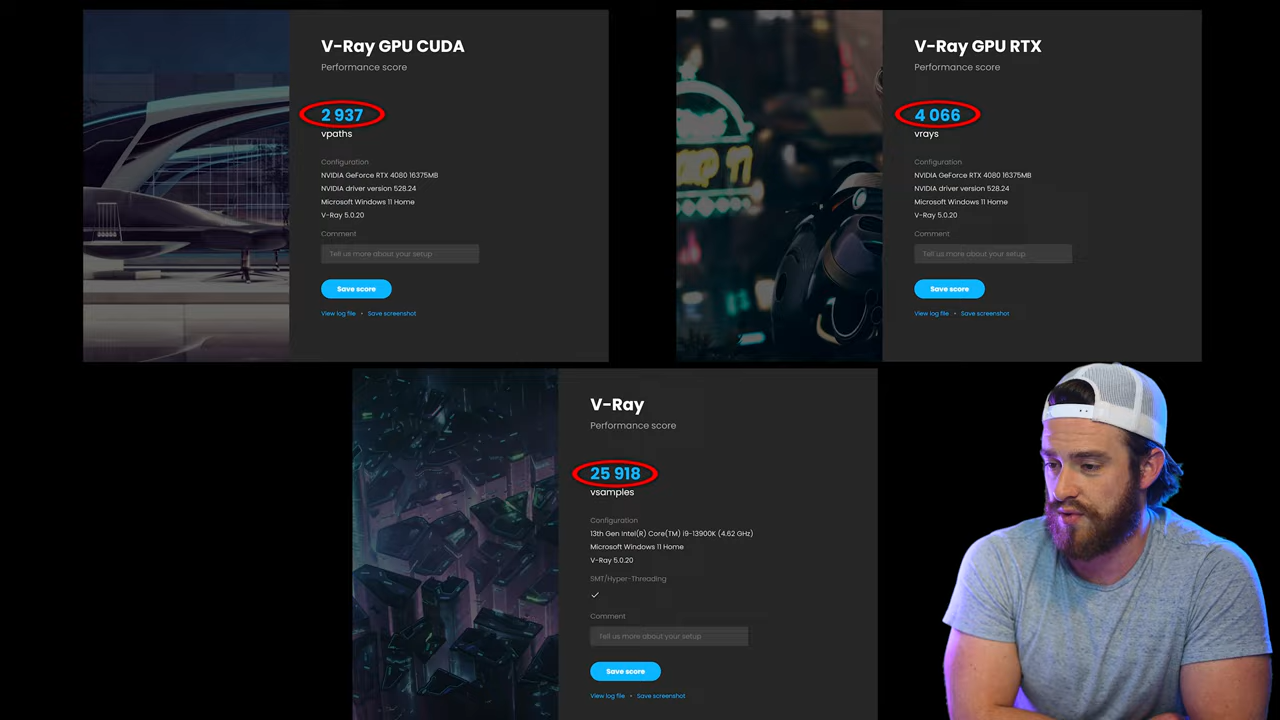 V-Ray GPU CUDA
Performance score
2 937
vpaths
Configuration
NVIDIA GeForce RTX 4080 16375MB
NVIDIA driver version 528.24
Microsoft Windows 11 Home
V-Ray 5.0.20
Comment
Tell us more about your setup
Save score
View log file • Save screenshot
V-Ray GPU RTX
Performance score
4 066
vrays
Configuration
NVIDIA GeForce RTX 4080 16375MB
NVIDIA driver version 528.24
Microsoft Windows 11 Home
V-Ray 5.0.20
Comment
Tell us more about your setup
Save score
View log file • Save screenshot
V-Ray
Performance score
25 918
vsamples
Configuration
13th Gen Intel(R) Core(TM) i9-13900K (4.62 GHz)
Microsoft Windows 11 Home
V-Ray 5.0.20
SMT/Hyper-Threading
Comment
Tell us more about your setup
Save score
View log file • Save screenshot